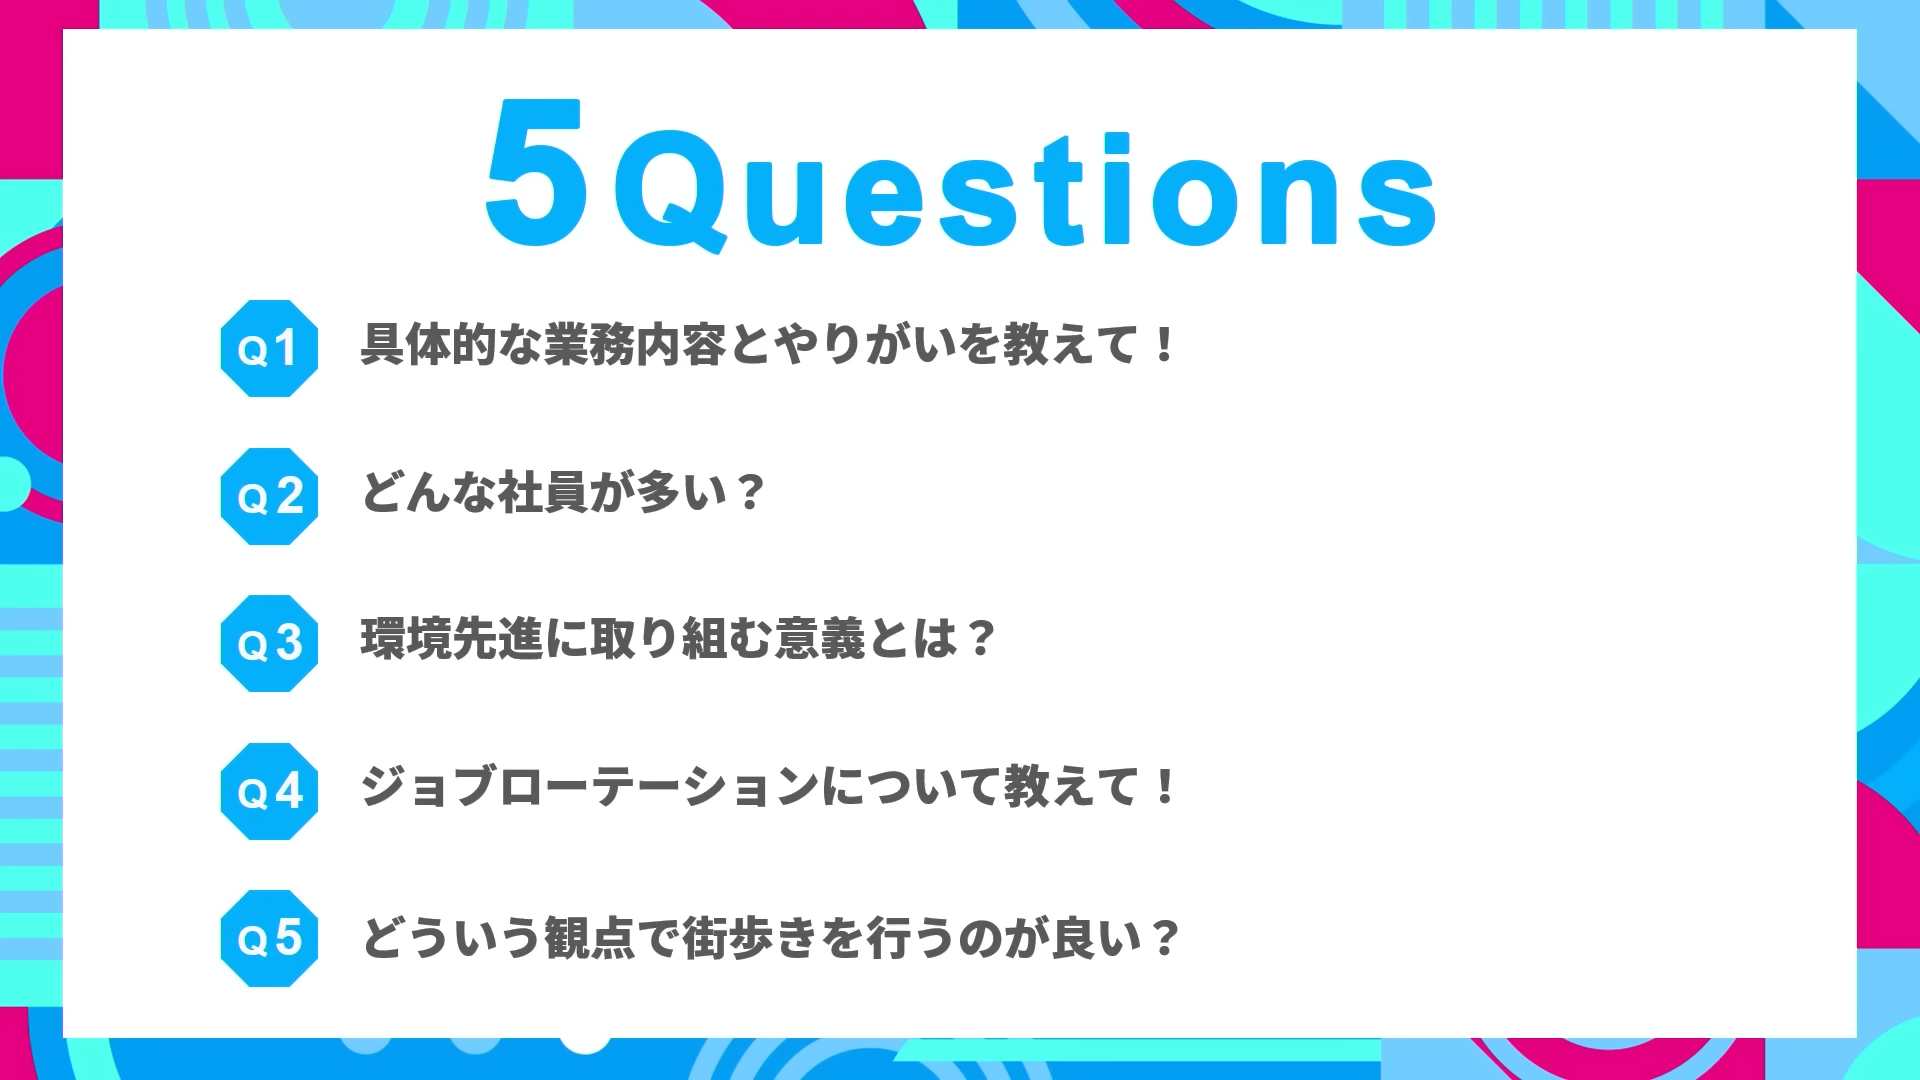 5Questions
Q1 具体的な業務内容とやりがいを教えて！
Q2 どんな社員が多い？
Q3 環境先進に取り組む意義とは？
Q4 ジョブローテーションについて教えて！
Q5 どういう観点で街歩きを行うのが良い？